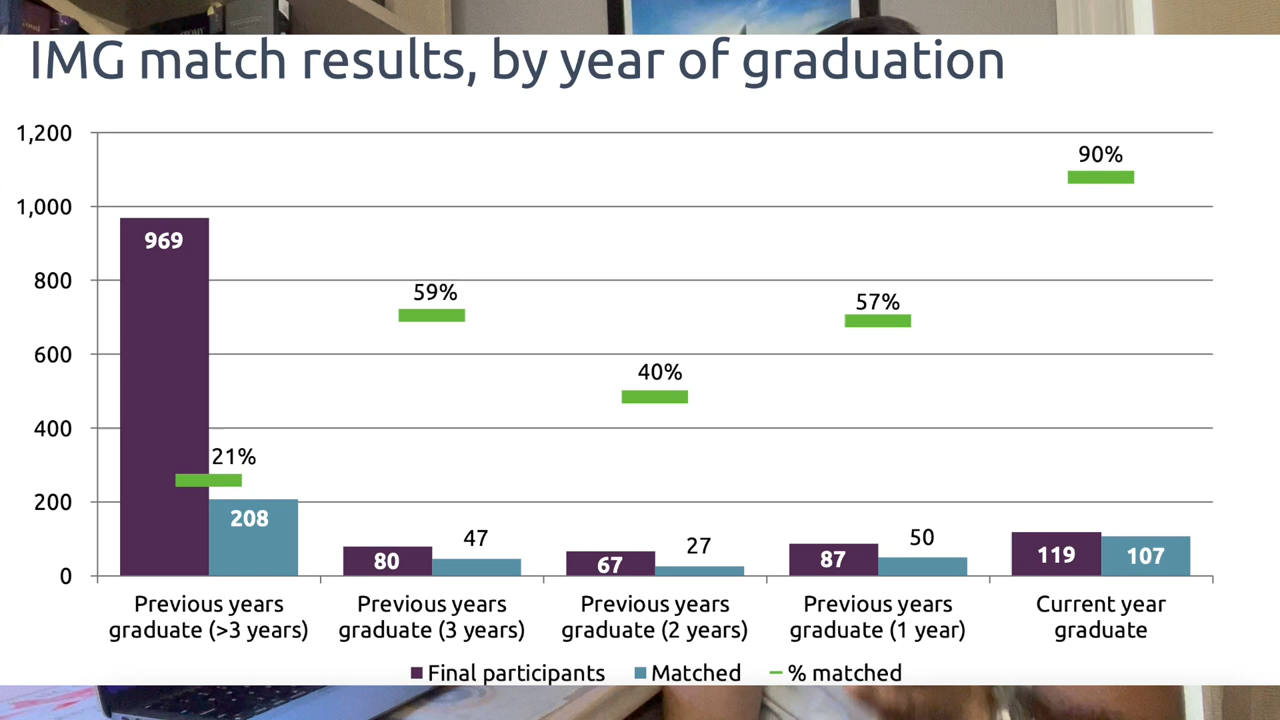 IMG match results, by year of graduation
1,200
1,000
800
600
400
200
0
969
208
21%
80
47
59%
67
27
40%
87
50
57%
119
107
90%
Previous years
graduate (>3 years)
Previous years
graduate (3 years)
Previous years
graduate (2 years)
Previous years
graduate (1 year)
Current year
graduate
Final participants
Matched
% matched